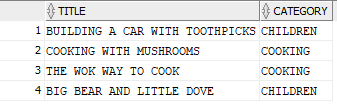 TITLE CATEGORY
1 BUILDING A CAR WITH TOOTHPICKS CHILDREN
2 COOKING WITH MUSHROOMS COOKING
3 THE WOK WAY TO COOK COOKING
4 BIG BEAR AND LITTLE DOVE CHILDREN